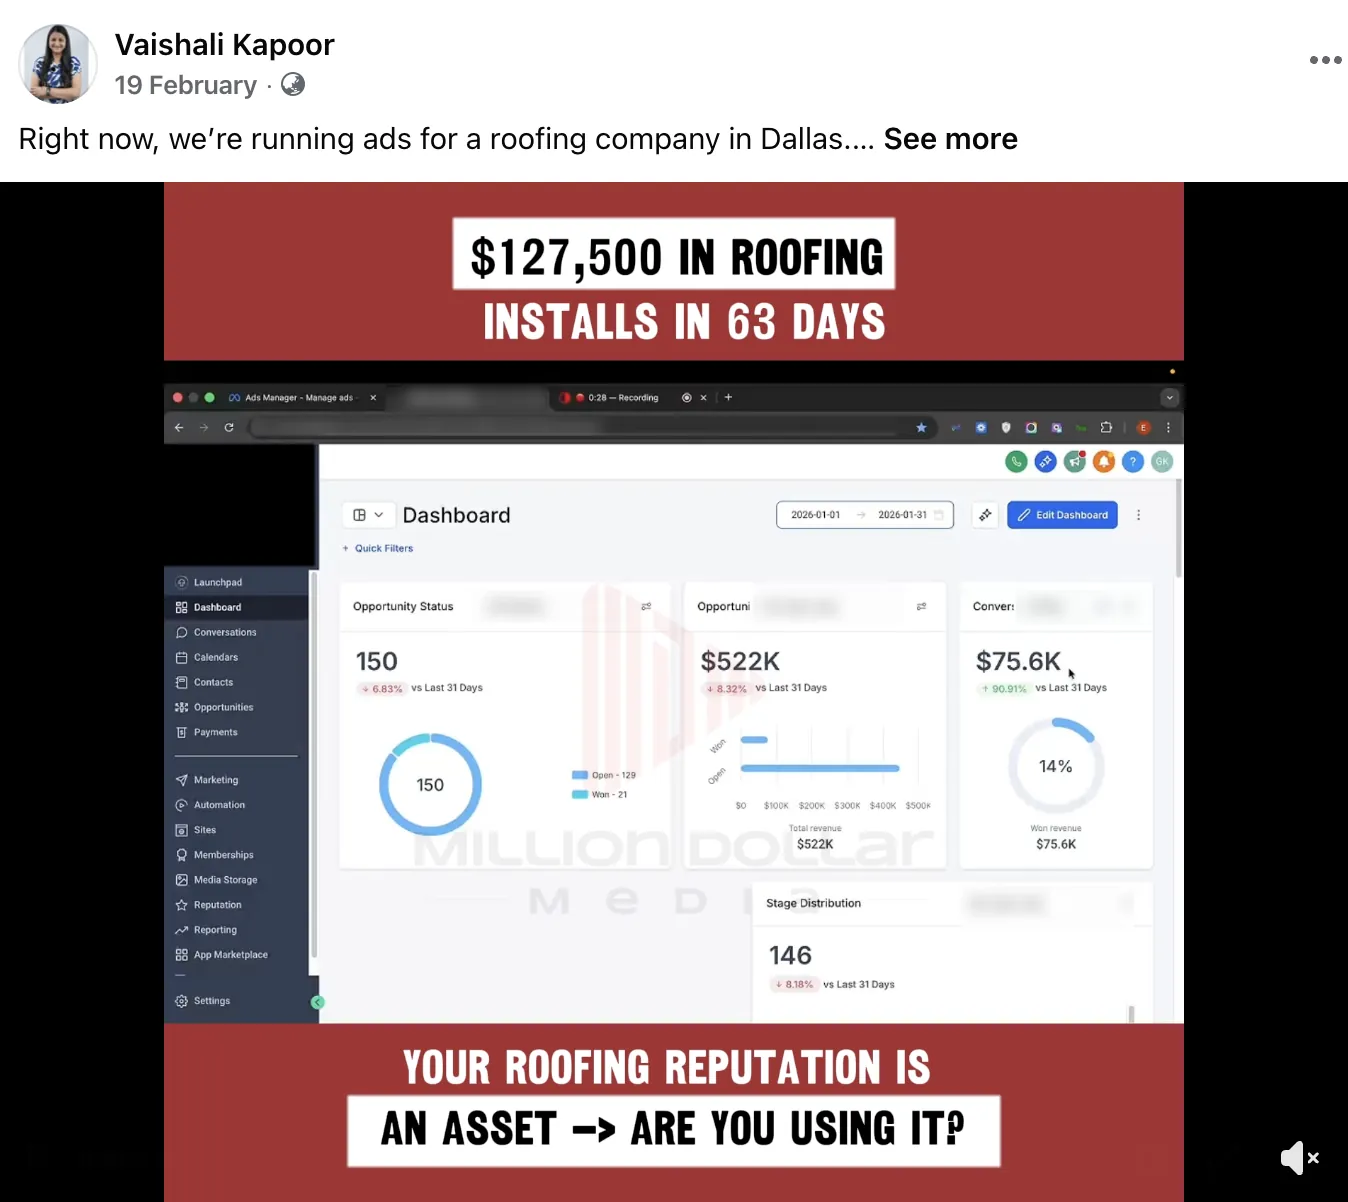 Vaishali Kapoor
19 February ·
Right now, we're running ads for a roofing company in Dallas.... See more
$127,500 IN ROOFING
INSTALLS IN 63 DAYS
Ads Manager - Manage ads
0:28 — Recording
E
? GK
Dashboard
2026-01-01 → 2026-01-31
Edit Dashboard
+ Quick Filters
Launchpad
Dashboard
Conversations
Calendars
Contacts
Opportunities
Payments
Marketing
Automation
Sites
Memberships
Media Storage
Reputation
Reporting
App Marketplace
Settings
Opportunity Status
150
↓ 6.83% vs Last 31 Days
150
Open - 129
Won - 21
Opportuni
$522K
↓ 8.32% vs Last 31 Days
Won
Open
$0 $100K $200K $300K $400K $500K
Total revenue
$522K
Convers
$75.6K
↑ 90.91% vs Last 31 Days
14%
Won revenue
$75.6K
MILLION DOLLAR
MEDIA
Stage Distribution
146
↓ 8.18% vs Last 31 Days
YOUR ROOFING REPUTATION IS
AN ASSET –> ARE YOU USING IT?